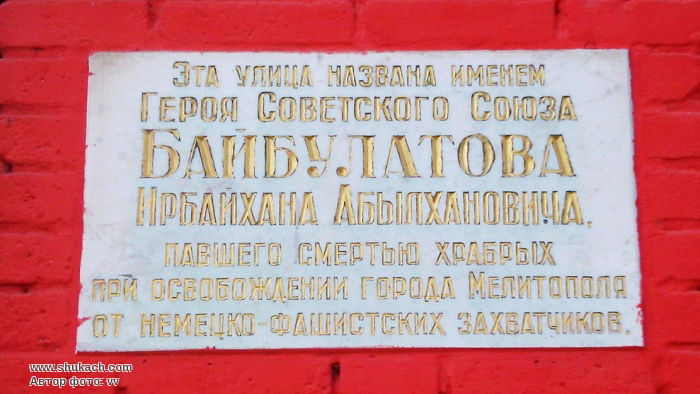 Эта улица названа именем
Героя Советского Союза
Байбулатова
Ирбайхана Абылхановича,
павшего смертью храбрых
при освобождении города Мелитополя
от немецко-фашистских захватчиков.
www.shukach.com
Автор фото: vv